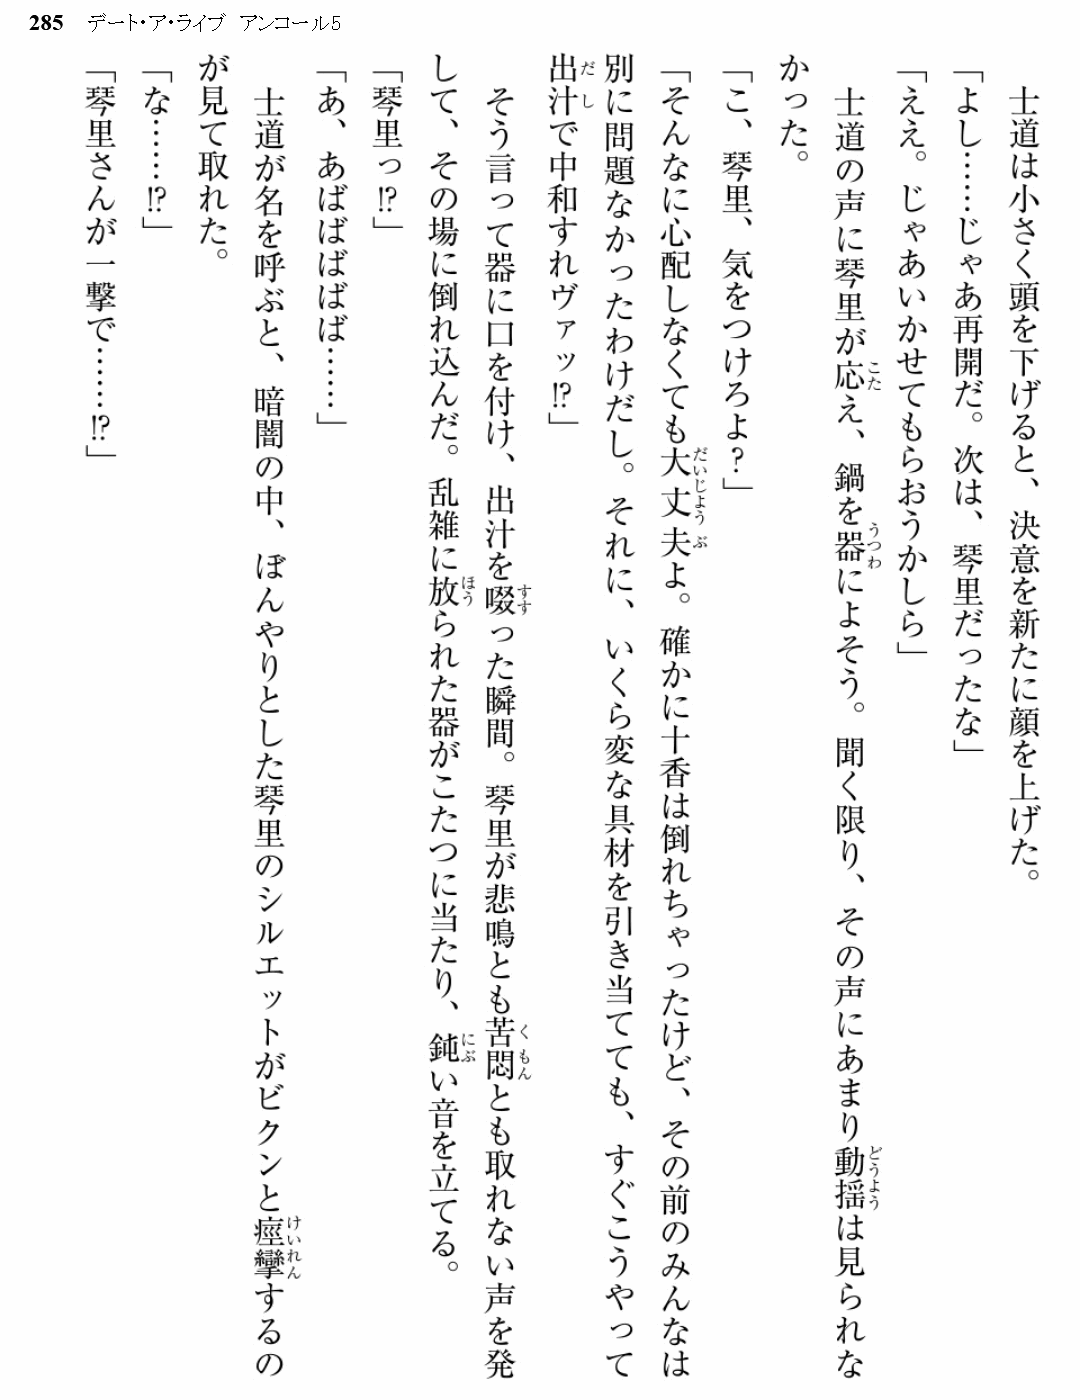 285 デート・ア・ライブ アンコール5
士道は小さく頭を下げると、決意を新たに顔を上げた。
「よし……じゃあ再開だ。次は、琴里だったな」
「ええ。じゃあいかせてもらおうかしら」
士道の声に琴里が応え、鍋を器によそう。聞く限り、その声にあまり動揺は見られな
かった。
「こ、琴里、気をつけろよ?」
「そんなに心配しなくても大丈夫よ。確かに十香は倒れちゃったけど、その前のみんなは
別に問題なかったわけだし。それに、いくら変な具材を引き当てても、すぐこうやって
出汁で中和すれヴァッ!?」
そう言って器に口を付け、出汁を啜った瞬間。琴里が悲鳴とも苦悶とも取れない声を発
して、その場に倒れ込んだ。乱雑に放られた器がこたつに当たり、鈍い音を立てる。
「琴里っ!?」
「あ、あばばばばばば……」
士道が名を呼ぶと、暗闇の中、ぼんやりとした琴里のシルエットがビクンと痙攣するの
が見て取れた。
「な……!?」
「琴里さんが一撃で……!?」